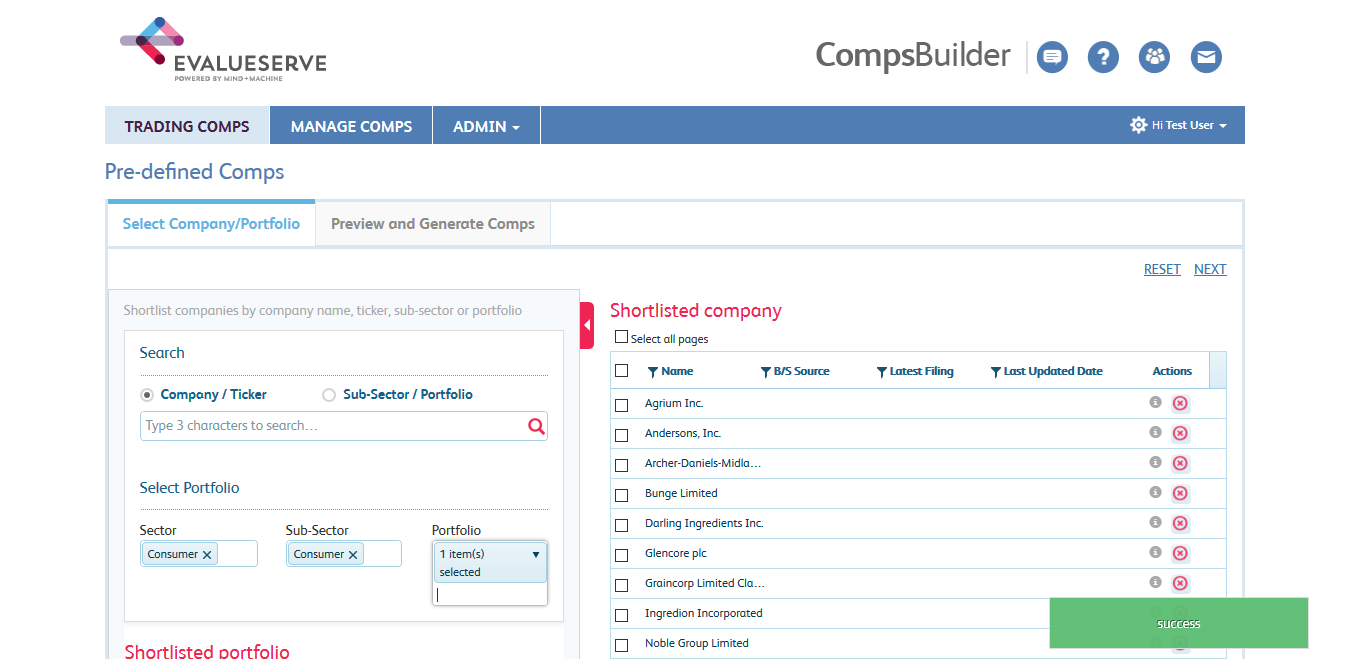 EVALUESERVE
POWERED BY MIND+MACHINE
CompsBuilder
?
TRADING COMPS
MANAGE COMPS
ADMIN
Hi Test User
Pre-defined Comps
Select Company/Portfolio
Preview and Generate Comps
RESET
NEXT
Shortlist companies by company name, ticker, sub-sector or portfolio
Search
Company / Ticker
Sub-Sector / Portfolio
Type 3 characters to search...
Select Portfolio
Sector
Sub-Sector
Portfolio
Consumer
Consumer
1 item(s)
selected
Shortlisted portfolio
Shortlisted company
Select all pages
Name
B/S Source
Latest Filing
Last Updated Date
Actions
Agrium Inc.
Andersons, Inc.
Archer-Daniels-Midla...
Bunge Limited
Darling Ingredients Inc.
Glencore plc
Graincorp Limited Cla...
Ingredion Incorporated
Noble Group Limited
success